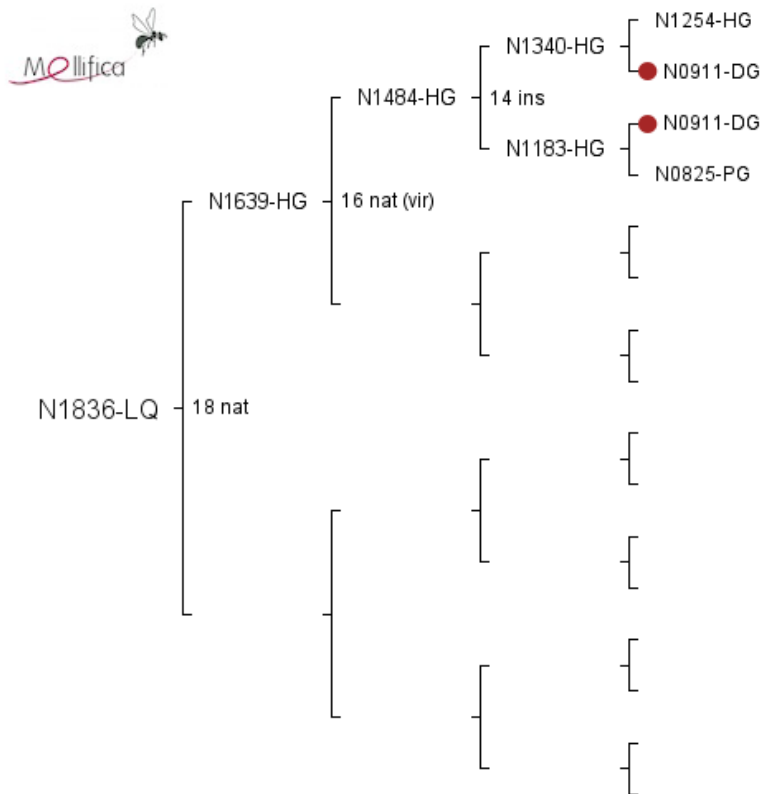 Mellifica
N1254-HG
N1340-HG
N0911-DG
N1484-HG
14 ins
N0911-DG
N1183-HG
N0825-PG
N1639-HG
16 nat (vir)
N1836-LQ
18 nat